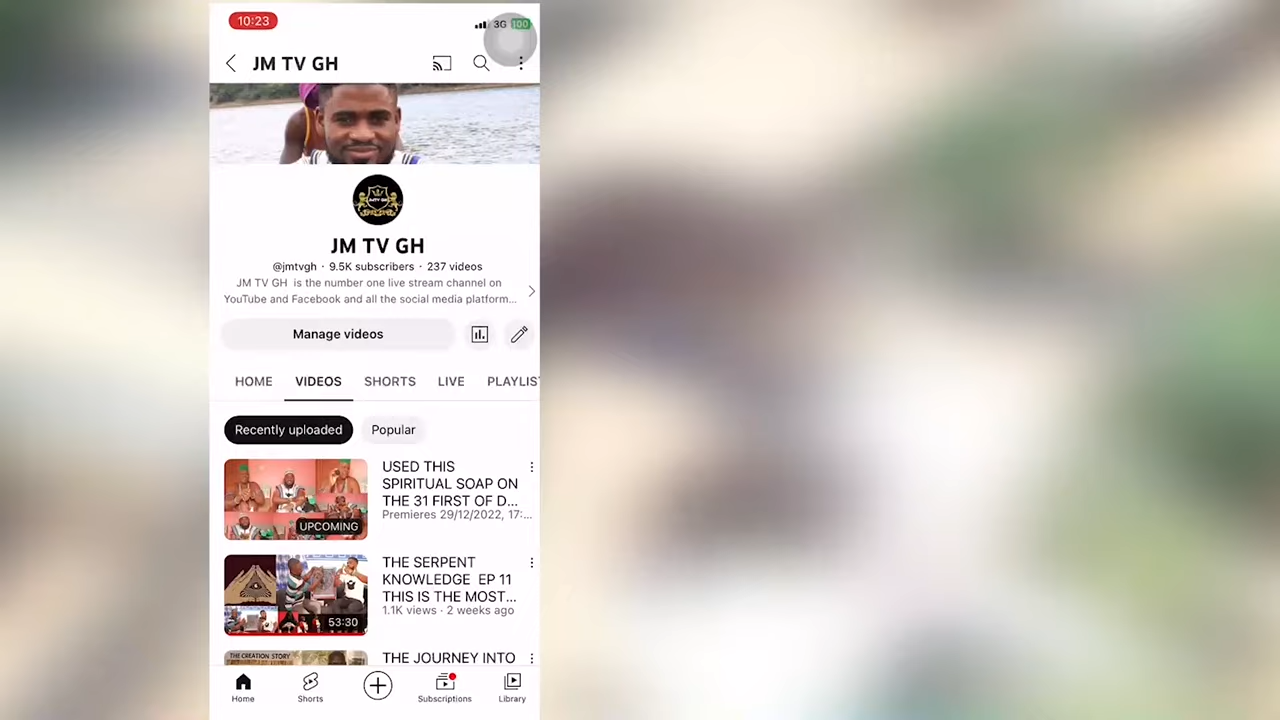 10:23
3G 100
JM TV GH
JM TV GH
@jmtvgh · 9.5K subscribers · 237 videos
JM TV GH is the number one live stream channel on
YouTube and Facebook and all the social media platform...
Manage videos
HOME VIDEOS SHORTS LIVE PLAYLIS
Recently uploaded Popular
USED THIS
SPIRITUAL SOAP ON
THE 31 FIRST OF D...
Premieres 29/12/2022, 17:...
UPCOMING
THE SERPENT
KNOWLEDGE EP 11
THIS IS THE MOST...
1.1K views · 2 weeks ago
53:30
THE CREATION STORY
THE JOURNEY INTO
Home Shorts Subscriptions Library